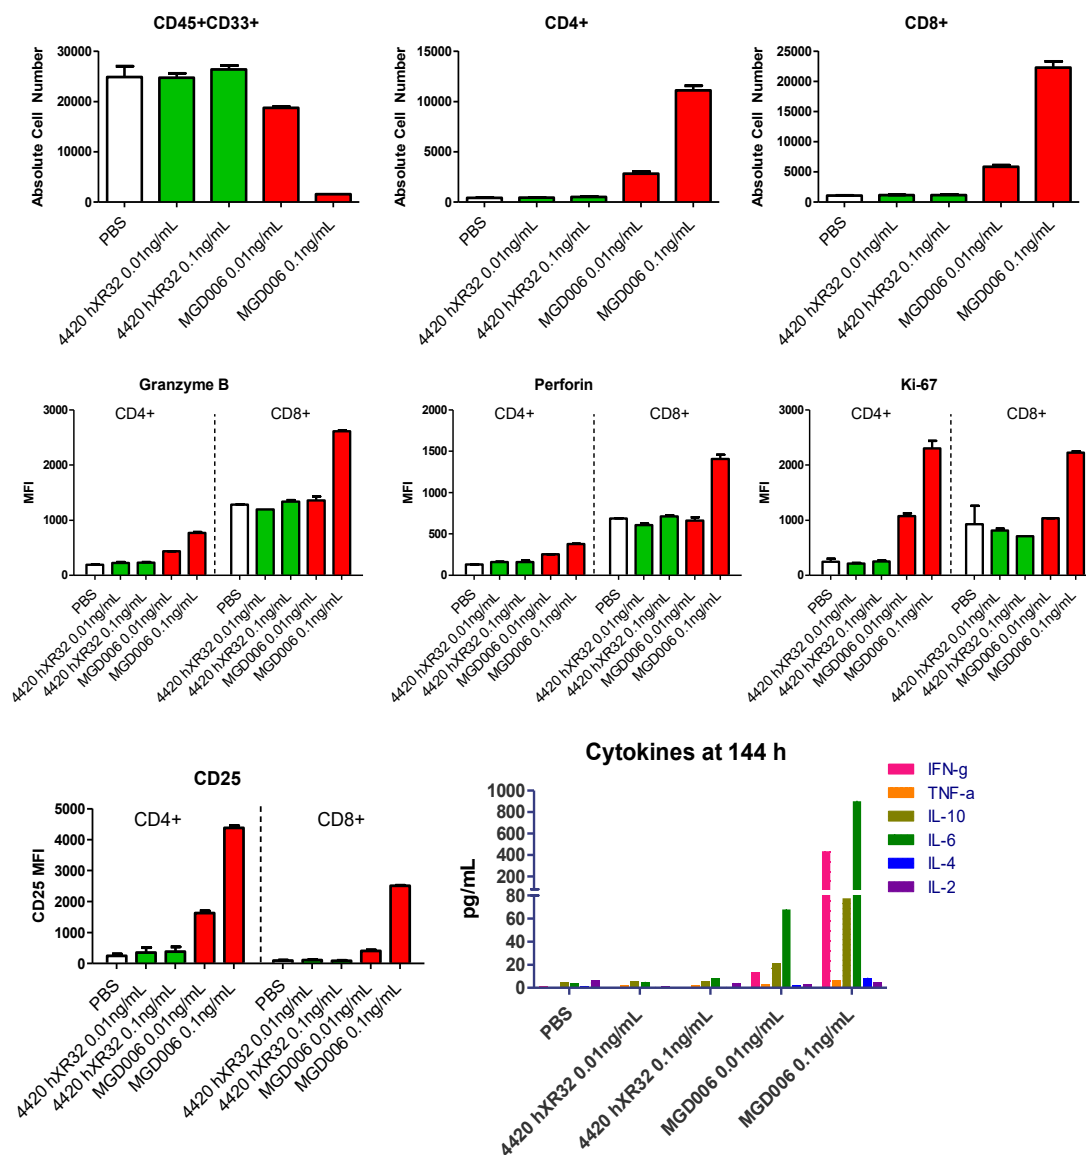 CD45+CD33+
Absolute Cell Number
30000
20000
10000
0
PBS
4420 hXR32 0.01ng/mL
4420 hXR32 0.1ng/mL
MGD006 0.01ng/mL
MGD006 0.1ng/mL
CD4+
Absolute Cell Number
15000
10000
5000
0
PBS
4420 hXR32 0.01ng/mL
4420 hXR32 0.1ng/mL
MGD006 0.01ng/mL
MGD006 0.1ng/mL
CD8+
Absolute Cell Number
25000
20000
15000
10000
5000
0
PBS
4420 hXR32 0.01ng/mL
4420 hXR32 0.1ng/mL
MGD006 0.01ng/mL
MGD006 0.1ng/mL
Granzyme B
CD4+
CD8+
MFI
3000
2000
1000
0
PBS
4420 hXR32 0.01ng/mL
4420 hXR32 0.1ng/mL
MGD006 0.01ng/mL
MGD006 0.1ng/mL
PBS
4420 hXR32 0.01ng/mL
4420 hXR32 0.1ng/mL
MGD006 0.01ng/mL
MGD006 0.1ng/mL
Perforin
CD4+
CD8+
MFI
2000
1500
1000
500
0
PBS
4420 hXR32 0.01ng/mL
4420 hXR32 0.1ng/mL
MGD006 0.01ng/mL
MGD006 0.1ng/mL
PBS
4420 hXR32 0.01ng/mL
4420 hXR32 0.1ng/mL
MGD006 0.01ng/mL
MGD006 0.1ng/mL
Ki-67
CD4+
CD8+
MFI
3000
2000
1000
0
PBS
4420 hXR32 0.01ng/mL
4420 hXR32 0.1ng/mL
MGD006 0.01ng/mL
MGD006 0.1ng/mL
PBS
4420 hXR32 0.01ng/mL
4420 hXR32 0.1ng/mL
MGD006 0.01ng/mL
MGD006 0.1ng/mL
CD25
CD4+
CD8+
CD25 MFI
5000
4000
3000
2000
1000
0
PBS
4420 hXR32 0.01ng/mL
4420 hXR32 0.1ng/mL
MGD006 0.01ng/mL
MGD006 0.1ng/mL
PBS
4420 hXR32 0.01ng/mL
4420 hXR32 0.1ng/mL
MGD006 0.01ng/mL
MGD006 0.1ng/mL
Cytokines at 144 h
pg/mL
1000
800
600
400
200
80
60
40
20
0
PBS
4420 hXR32 0.01ng/mL
4420 hXR32 0.1ng/mL
MGD006 0.01ng/mL
MGD006 0.1ng/mL
IFN-g
TNF-a
IL-10
IL-6
IL-4
IL-2